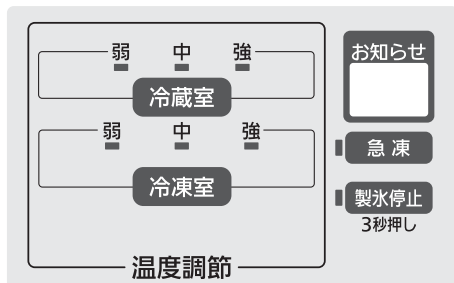 弱 中 強
冷蔵室
弱 中 強
冷凍室
温度調節
お知らせ
急凍
製氷停止
3秒押し